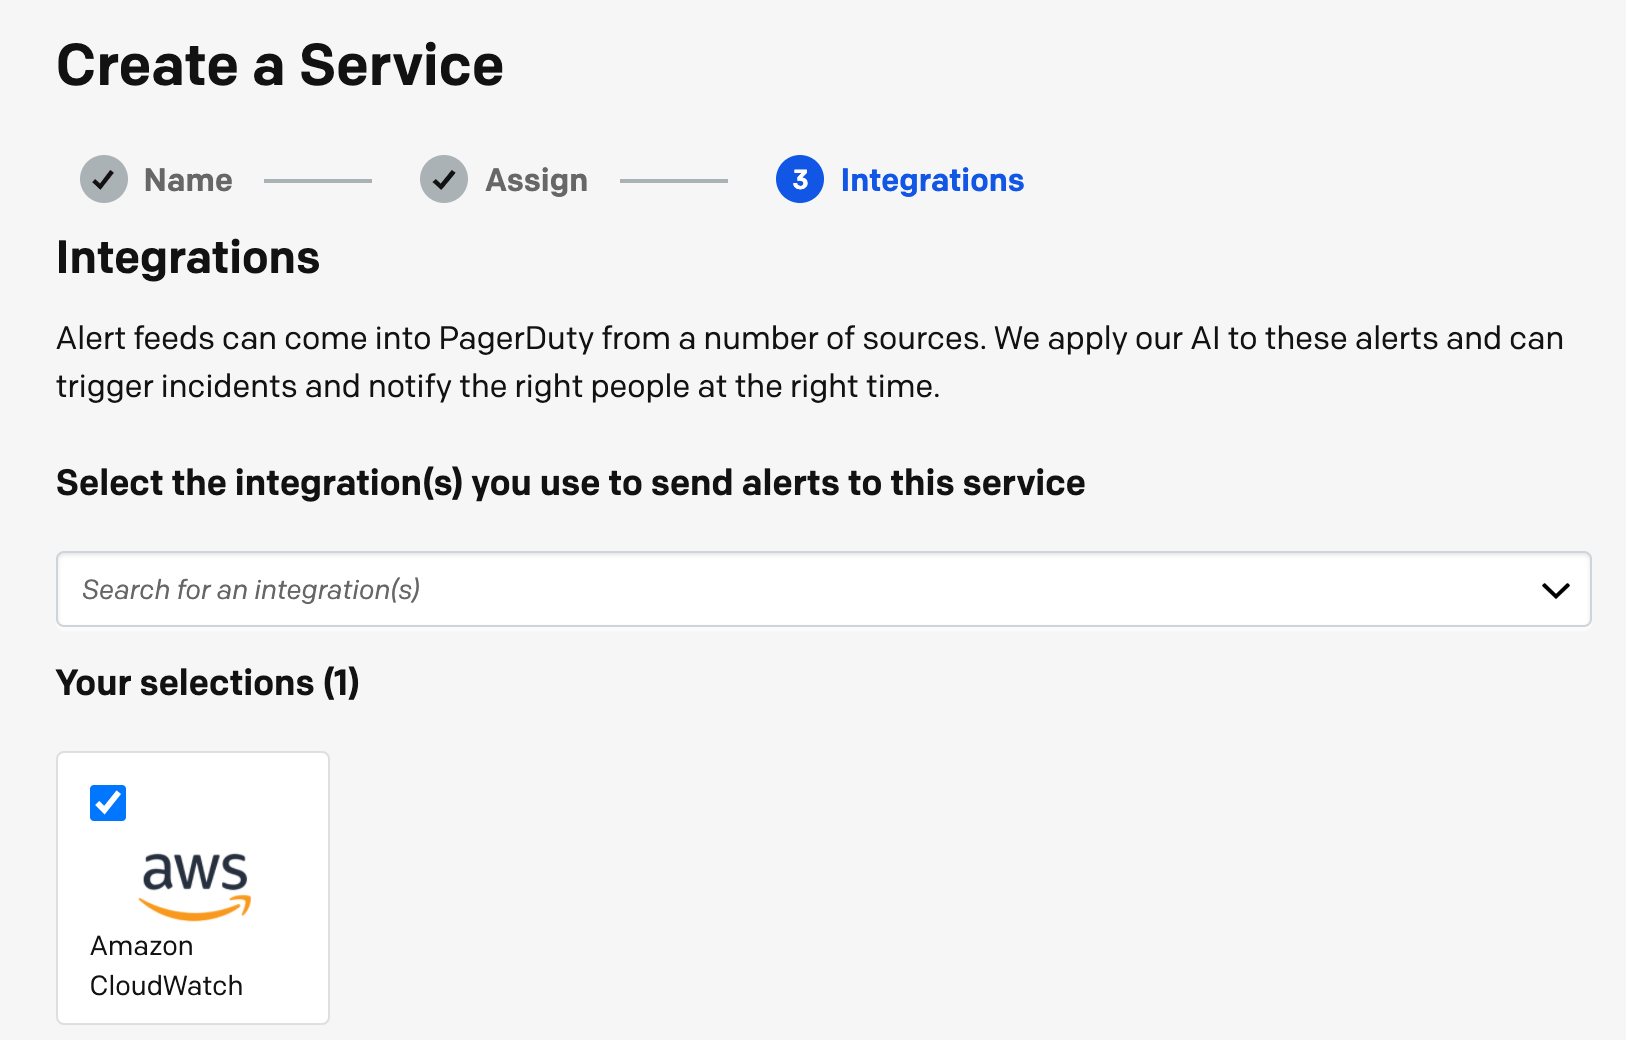 Create a Service
Name
Assign
3 Integrations
Integrations
Alert feeds can come into PagerDuty from a number of sources. We apply our AI to these alerts and can
trigger incidents and notify the right people at the right time.
Select the integration(s) you use to send alerts to this service
Search for an integration(s)
Your selections (1)
aws
Amazon
CloudWatch